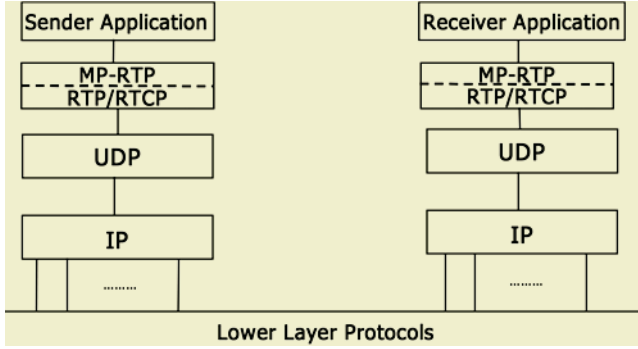 Sender Application
Receiver Application
MP-RTP
RTP/RTCP
MP-RTP
RTP/RTCP
UDP
UDP
IP
IP
.........
.........
Lower Layer Protocols